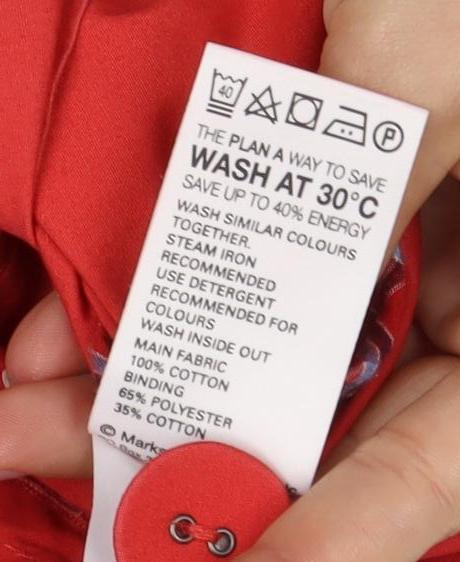 40 P
THE PLAN A WAY TO SAVE
WASH AT 30°C
SAVE UP TO 40% ENERGY
WASH SIMILAR COLOURS
TOGETHER.
STEAM IRON
RECOMMENDED
USE DETERGENT
RECOMMENDED FOR
COLOURS
WASH INSIDE OUT
MAIN FABRIC
100% COTTON
BINDING
65% POLYESTER
35% COTTON
© Marks